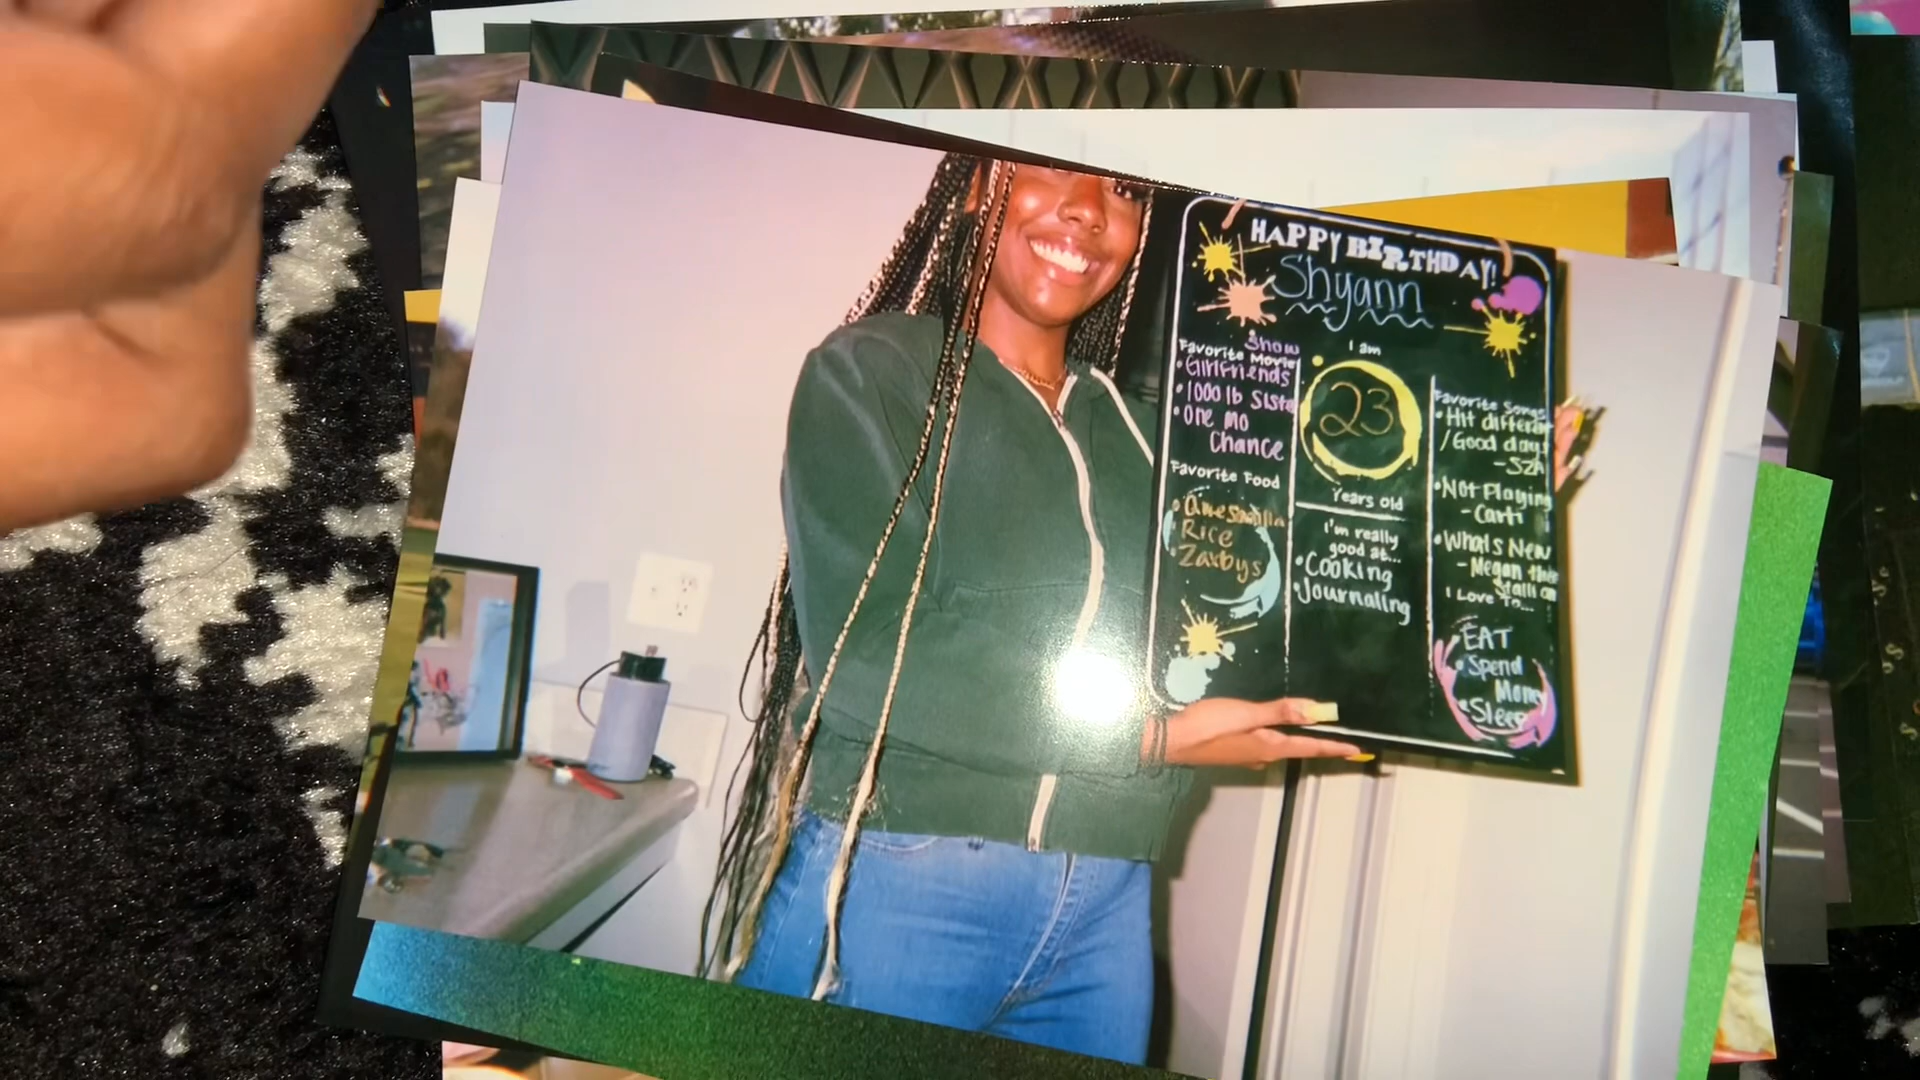 HAPPY BIRTHDAY!
Shyann
Show
Favorite Movie
• Girlfriends
• 1000 lb Sista
• One mo
Chance
Favorite Food
Rice
• Zaxbys
I am
23
Years old
I'm really
good at...
• Cooking
• Journaling
Favorite Songs
• Hit different
/Good days
- SZA
• Not Playing
- Carti
• Whats New
- Megan thee
Stallion
I Love To...
EAT
• Spend
Money
• Sleep